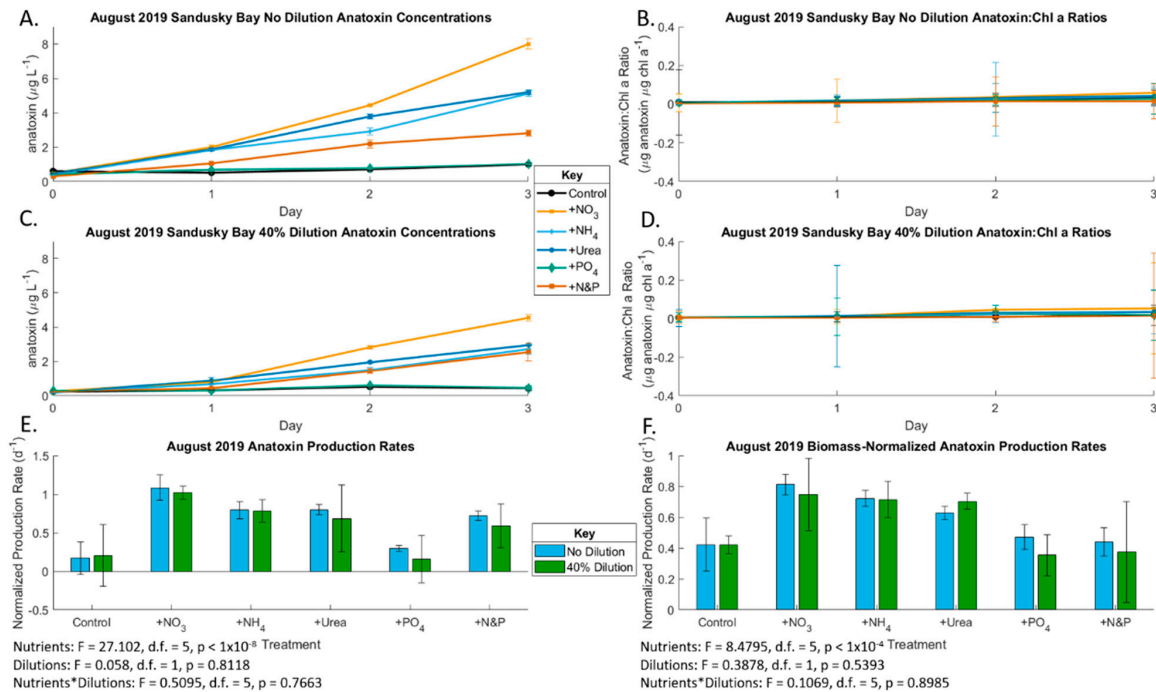 A.
August 2019 Sandusky Bay No Dilution Anatoxin Concentrations
anatoxin (μg L⁻¹)
8
6
4
2
0
0 1 2 3
Day
B.
August 2019 Sandusky Bay No Dilution Anatoxin:Chl a Ratios
Anatoxin:Chl a Ratio
(μg anatoxin μg chl a⁻¹)
0.4
0.2
0
-0.2
-0.4
0 1 2 3
Day
Key
Control
+NO₃
+NH₄
+Urea
+PO₄
+N&P
C.
August 2019 Sandusky Bay 40% Dilution Anatoxin Concentrations
anatoxin (μg L⁻¹)
8
6
4
2
0
0 1 2 3
Day
D.
August 2019 Sandusky Bay 40% Dilution Anatoxin:Chl a Ratios
Anatoxin:Chl a Ratio
(μg anatoxin μg chl a⁻¹)
0.4
0.2
0
-0.2
-0.4
0 1 2 3
Day
E.
August 2019 Anatoxin Production Rates
Normalized Production Rate (d⁻¹)
1.5
1
0.5
0
-0.5
Control +NO₃ +NH₄ +Urea +PO₄ +N&P
Treatment
Nutrients: F = 27.102, d.f. = 5, p < 1x10⁻⁸
Dilutions: F = 0.058, d.f. = 1, p = 0.8118
Nutrients*Dilutions: F = 0.5095, d.f. = 5, p = 0.7663
Key
No Dilution
40% Dilution
F.
August 2019 Biomass-Normalized Anatoxin Production Rates
Normalized Production Rate (d⁻¹)
1
0.8
0.6
0.4
0.2
0
Control +NO₃ +NH₄ +Urea +PO₄ +N&P
Treatment
Nutrients: F = 8.4795, d.f. = 5, p < 1x10⁻⁴
Dilutions: F = 0.3878, d.f. = 1, p = 0.5393
Nutrients*Dilutions: F = 0.1069, d.f. = 5, p = 0.8985